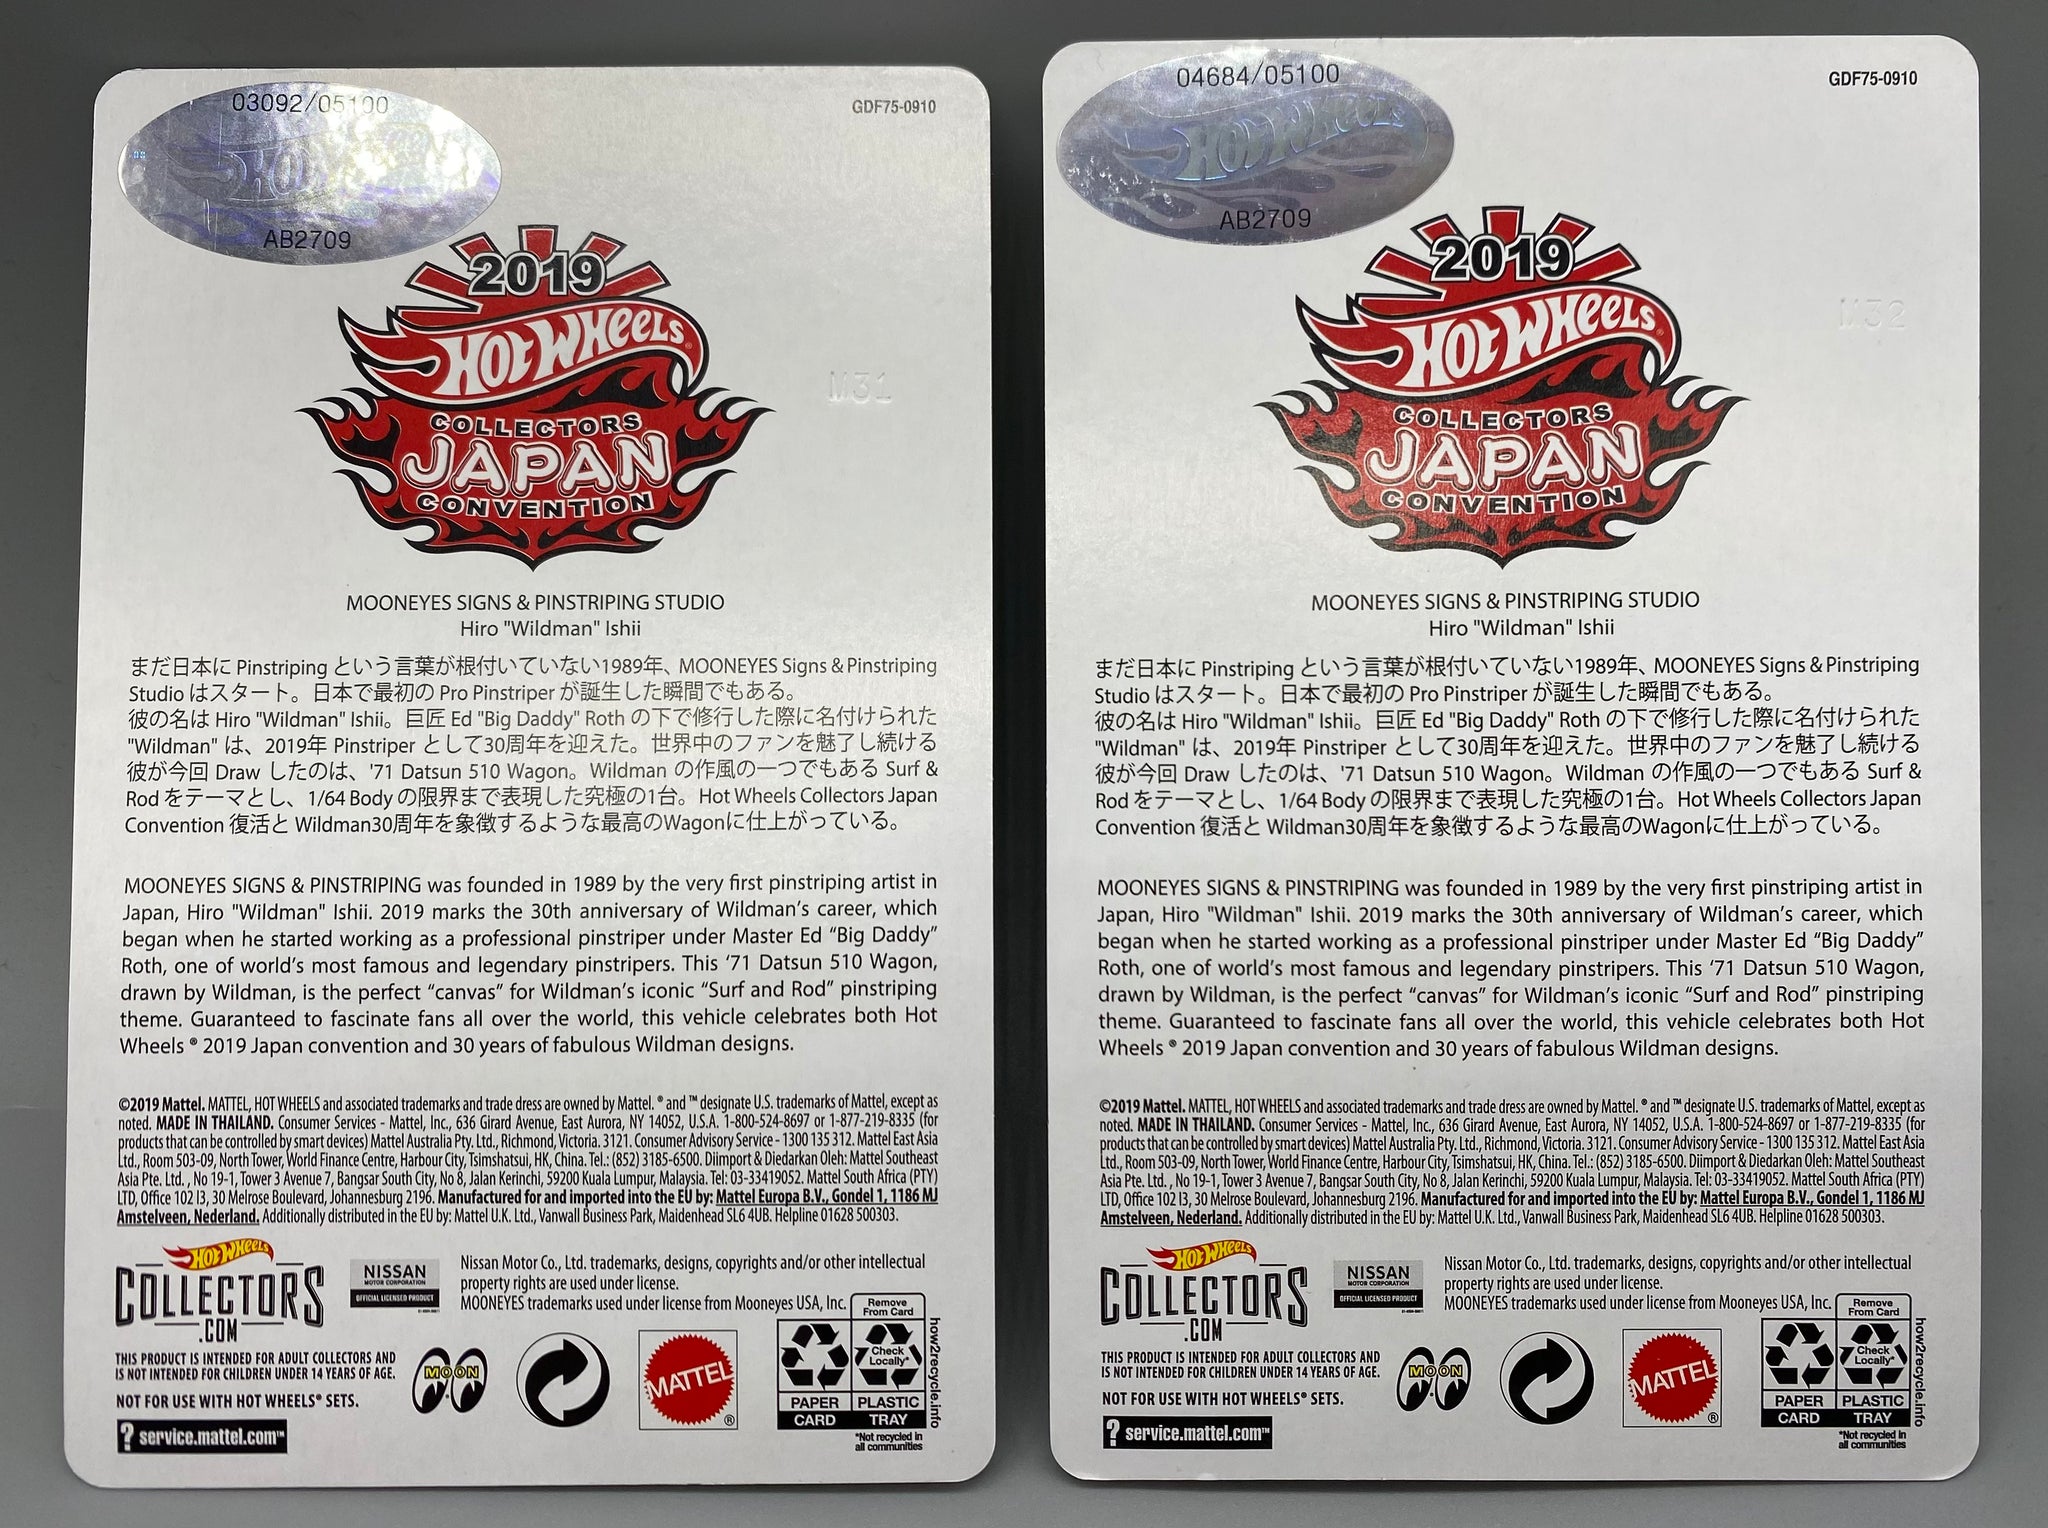 03092/05100
GDF75-0910
HOT
AB2709
2019
HOT WHEELS
M31
COLLECTORS
JAPAN
CONVENTION
MOONEYES SIGNS & PINSTRIPING STUDIO
Hiro "Wildman" Ishii
まだ日本に Pinstriping という言葉が根付いていない1989年、MOONEYES Signs & Pinstriping
Studio はスタート。日本で最初の Pro Pinstriper が誕生した瞬間でもある。
彼の名は Hiro "Wildman" Ishii。巨匠 Ed "Big Daddy" Roth の下で修行した際に名付けられた
"Wildman" は、2019年 Pinstriper として30周年を迎えた。世界中のファンを魅了し続ける
彼が今回 Draw したのは、'71 Datsun 510 Wagon。Wildman の作風の一つでもある Surf &
Rod をテーマとし、1/64 Body の限界まで表現した究極の1台。Hot Wheels Collectors Japan
Convention 復活と Wildman30周年を象徴するような最高のWagonに仕上がっている。
MOONEYES SIGNS & PINSTRIPING was founded in 1989 by the very first pinstriping artist in
Japan, Hiro "Wildman" Ishii. 2019 marks the 30th anniversary of Wildman's career, which
began when he started working as a professional pinstriper under Master Ed “Big Daddy”
Roth, one of world's most famous and legendary pinstripers. This ‘71 Datsun 510 Wagon,
drawn by Wildman, is the perfect “canvas” for Wildman's iconic “Surf and Rod” pinstriping
theme. Guaranteed to fascinate fans all over the world, this vehicle celebrates both Hot
Wheels ® 2019 Japan convention and 30 years of fabulous Wildman designs.
©2019 Mattel. MATTEL, HOT WHEELS and associated trademarks and trade dress are owned by Mattel. ® and ™ designate U.S. trademarks of Mattel, except as
noted. MADE IN THAILAND. Consumer Services - Mattel, Inc., 636 Girard Avenue, East Aurora, NY 14052, U.S.A. 1-800-524-8697 or 1-877-219-8335 (for
products that can be controlled by smart devices) Mattel Australia Pty. Ltd., Richmond, Victoria. 3121. Consumer Advisory Service - 1300 135 312. Mattel East Asia
Ltd., Room 503-09, North Tower, World Finance Centre, Harbour City, Tsimshatsui, HK, China. Tel.: (852) 3185-6500. Diimport & Diedarkan Oleh: Mattel Southeast
Asia Pte. Ltd. , No 19-1, Tower 3 Avenue 7, Bangsar South City, No 8, Jalan Kerinchi, 59200 Kuala Lumpur, Malaysia. Tel: 03-33419052. Mattel South Africa (PTY)
LTD, Office 102 I3, 30 Melrose Boulevard, Johannesburg 2196. Manufactured for and imported into the EU by: Mattel Europa B.V., Gondel 1, 1186 MJ
Amstelveen, Nederland. Additionally distributed in the EU by: Mattel U.K. Ltd., Vanwall Business Park, Maidenhead SL6 4UB. Helpline 01628 500303.
HOT WHEELS
COLLECTORS
.COM
NISSAN
MOTOR CORPORATION
OFFICIAL LICENSED PRODUCT
Nissan Motor Co., Ltd. trademarks, designs, copyrights and/or other intellectual
property rights are used under license.
MOONEYES trademarks used under license from Mooneyes USA, Inc.
THIS PRODUCT IS INTENDED FOR ADULT COLLECTORS AND
IS NOT INTENDED FOR CHILDREN UNDER 14 YEARS OF AGE.
NOT FOR USE WITH HOT WHEELS® SETS.
? service.mattel.com™
MOON
MATTEL
®
Remove
From Card
Check
Locally*
PAPER
PLASTIC
CARD
TRAY
*Not recycled in
all communities
how2recycle.info
04684/05100
GDF75-0910
HOT WHEELS
AB2709
2019
HOT WHEELS
M32
COLLECTORS
JAPAN
CONVENTION
MOONEYES SIGNS & PINSTRIPING STUDIO
Hiro "Wildman" Ishii
まだ日本に Pinstriping という言葉が根付いていない1989年、MOONEYES Signs & Pinstriping
Studio はスタート。日本で最初の Pro Pinstriper が誕生した瞬間でもある。
彼の名は Hiro "Wildman" Ishii。巨匠 Ed "Big Daddy" Roth の下で修行した際に名付けられた
"Wildman" は、2019年 Pinstriper として30周年を迎えた。世界中のファンを魅了し続ける
彼が今回 Draw したのは、'71 Datsun 510 Wagon。Wildman の作風の一つでもある Surf &
Rod をテーマとし、1/64 Body の限界まで表現した究極の1台。Hot Wheels Collectors Japan
Convention 復活と Wildman30周年を象徴するような最高のWagonに仕上がっている。
MOONEYES SIGNS & PINSTRIPING was founded in 1989 by the very first pinstriping artist in
Japan, Hiro "Wildman" Ishii. 2019 marks the 30th anniversary of Wildman's career, which
began when he started working as a professional pinstriper under Master Ed “Big Daddy”
Roth, one of world's most famous and legendary pinstripers. This ‘71 Datsun 510 Wagon,
drawn by Wildman, is the perfect “canvas” for Wildman's iconic “Surf and Rod” pinstriping
theme. Guaranteed to fascinate fans all over the world, this vehicle celebrates both Hot
Wheels ® 2019 Japan convention and 30 years of fabulous Wildman designs.
©2019 Mattel. MATTEL, HOT WHEELS and associated trademarks and trade dress are owned by Mattel. ® and ™ designate U.S. trademarks of Mattel, except as
noted. MADE IN THAILAND. Consumer Services - Mattel, Inc., 636 Girard Avenue, East Aurora, NY 14052, U.S.A. 1-800-524-8697 or 1-877-219-8335 (for
products that can be controlled by smart devices) Mattel Australia Pty. Ltd., Richmond, Victoria. 3121. Consumer Advisory Service - 1300 135 312. Mattel East Asia
Ltd., Room 503-09, North Tower, World Finance Centre, Harbour City, Tsimshatsui, HK, China. Tel.: (852) 3185-6500. Diimport & Diedarkan Oleh: Mattel Southeast
Asia Pte. Ltd. , No 19-1, Tower 3 Avenue 7, Bangsar South City, No 8, Jalan Kerinchi, 59200 Kuala Lumpur, Malaysia. Tel: 03-33419052. Mattel South Africa (PTY)
LTD, Office 102 I3, 30 Melrose Boulevard, Johannesburg 2196. Manufactured for and imported into the EU by: Mattel Europa B.V., Gondel 1, 1186 MJ
Amstelveen, Nederland. Additionally distributed in the EU by: Mattel U.K. Ltd., Vanwall Business Park, Maidenhead SL6 4UB. Helpline 01628 500303.
HOT WHEELS
COLLECTORS
.COM
NISSAN
MOTOR CORPORATION
OFFICIAL LICENSED PRODUCT
Nissan Motor Co., Ltd. trademarks, designs, copyrights and/or other intellectual
property rights are used under license.
MOONEYES trademarks used under license from Mooneyes USA, Inc.
THIS PRODUCT IS INTENDED FOR ADULT COLLECTORS AND
IS NOT INTENDED FOR CHILDREN UNDER 14 YEARS OF AGE.
NOT FOR USE WITH HOT WHEELS® SETS.
? service.mattel.com™
MOON
MATTEL
®
Remove
From Card
Check
Locally*
PAPER
PLASTIC
CARD
TRAY
*Not recycled in
all communities
how2recycle.info